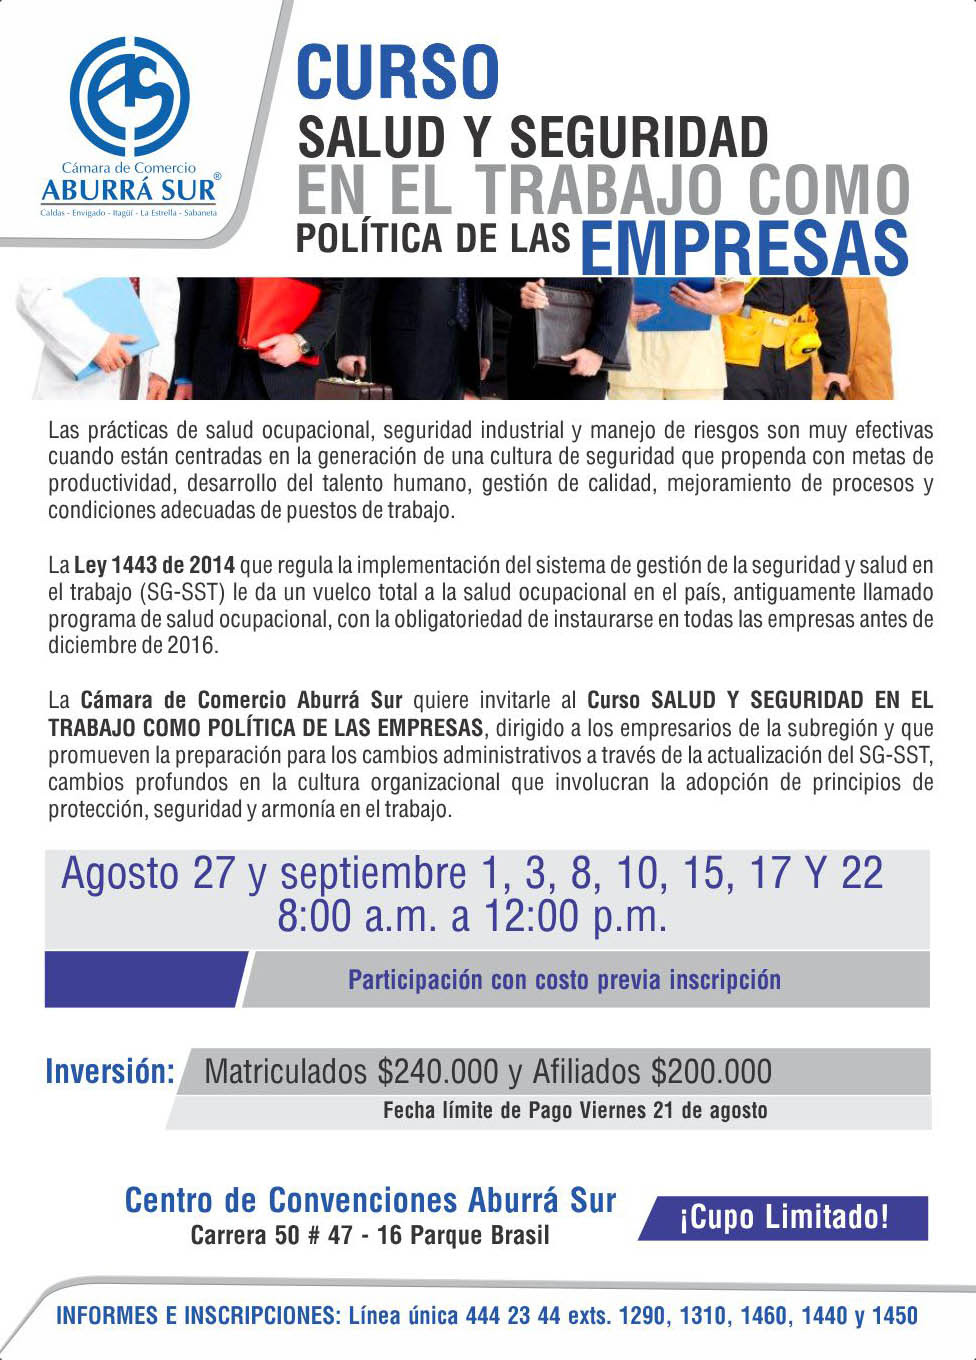 Cámara de Comercio
ABURRÁ SUR®
Caldas - Envigado - Itagüí - La Estrella - Sabaneta
CURSO
SALUD Y SEGURIDAD
EN EL TRABAJO COMO
POLÍTICA DE LAS EMPRESAS
Las prácticas de salud ocupacional, seguridad industrial y manejo de riesgos son muy efectivas
cuando están centradas en la generación de una cultura de seguridad que propenda con metas de
productividad, desarrollo del talento humano, gestión de calidad, mejoramiento de procesos y
condiciones adecuadas de puestos de trabajo.
La Ley 1443 de 2014 que regula la implementación del sistema de gestión de la seguridad y salud en
el trabajo (SG-SST) le da un vuelco total a la salud ocupacional en el país, antiguamente llamado
programa de salud ocupacional, con la obligatoriedad de instaurarse en todas las empresas antes de
diciembre de 2016.
La Cámara de Comercio Aburrá Sur quiere invitarle al Curso SALUD Y SEGURIDAD EN EL
TRABAJO COMO POLÍTICA DE LAS EMPRESAS, dirigido a los empresarios de la subregión y que
promueven la preparación para los cambios administrativos a través de la actualización del SG-SST,
cambios profundos en la cultura organizacional que involucran la adopción de principios de
protección, seguridad y armonía en el trabajo.
Agosto 27 y septiembre 1, 3, 8, 10, 15, 17 Y 22
8:00 a.m. a 12:00 p.m.
Participación con costo previa inscripción
Inversión: Matriculados $240.000 y Afiliados $200.000
Fecha límite de Pago Viernes 21 de agosto
Centro de Convenciones Aburrá Sur
Carrera 50 # 47 - 16 Parque Brasil
¡Cupo Limitado!
INFORMES E INSCRIPCIONES: Línea única 444 23 44 exts. 1290, 1310, 1460, 1440 y 1450